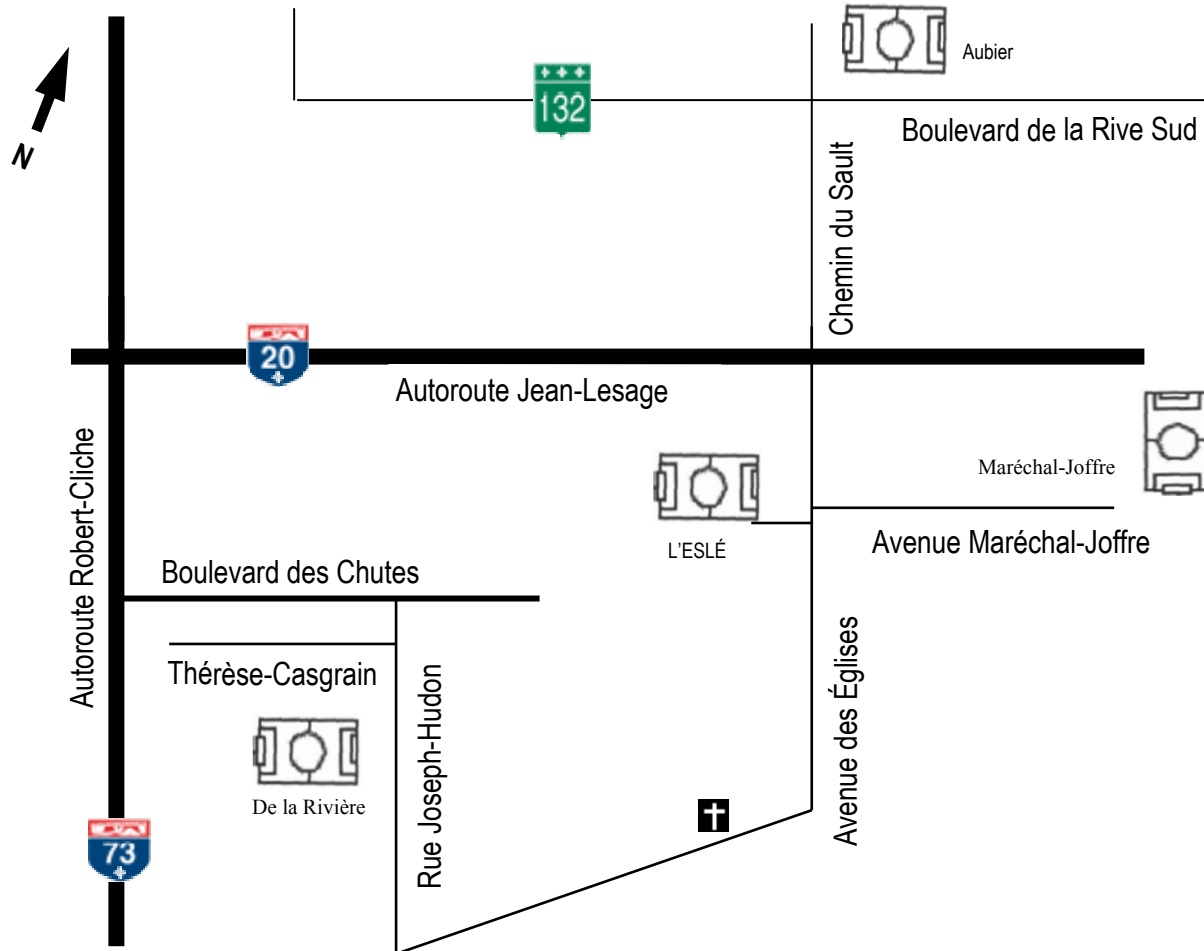 Aubier
132
Boulevard de la Rive Sud
N
Chemin du Sault
20
Autoroute Jean-Lesage
Autoroute Robert-Cliche
Maréchal-Joffre
L'ESLÉ
Avenue Maréchal-Joffre
Boulevard des Chutes
Thérèse-Casgrain
Rue Joseph-Hudon
Avenue des Églises
De la Rivière
73